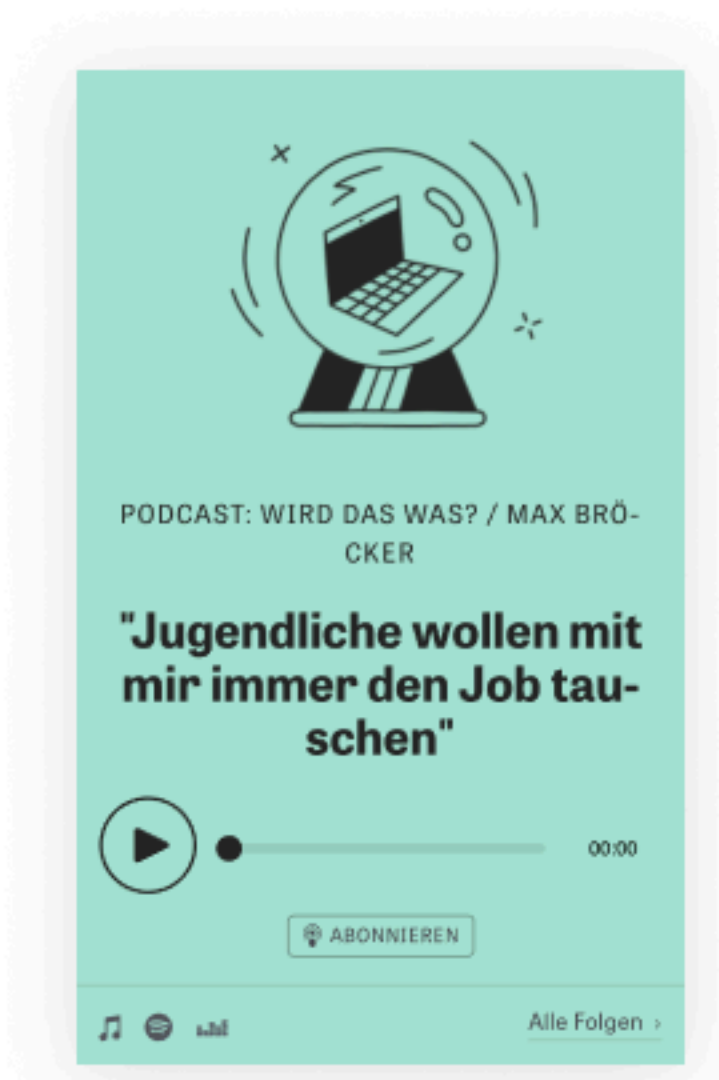 PODCAST: WIRD DAS WAS? / MAX BRÖ-
CKER
"Jugendliche wollen mit
mir immer den Job tau-
schen"
00:00
ABONNIEREN
Alle Folgen ›